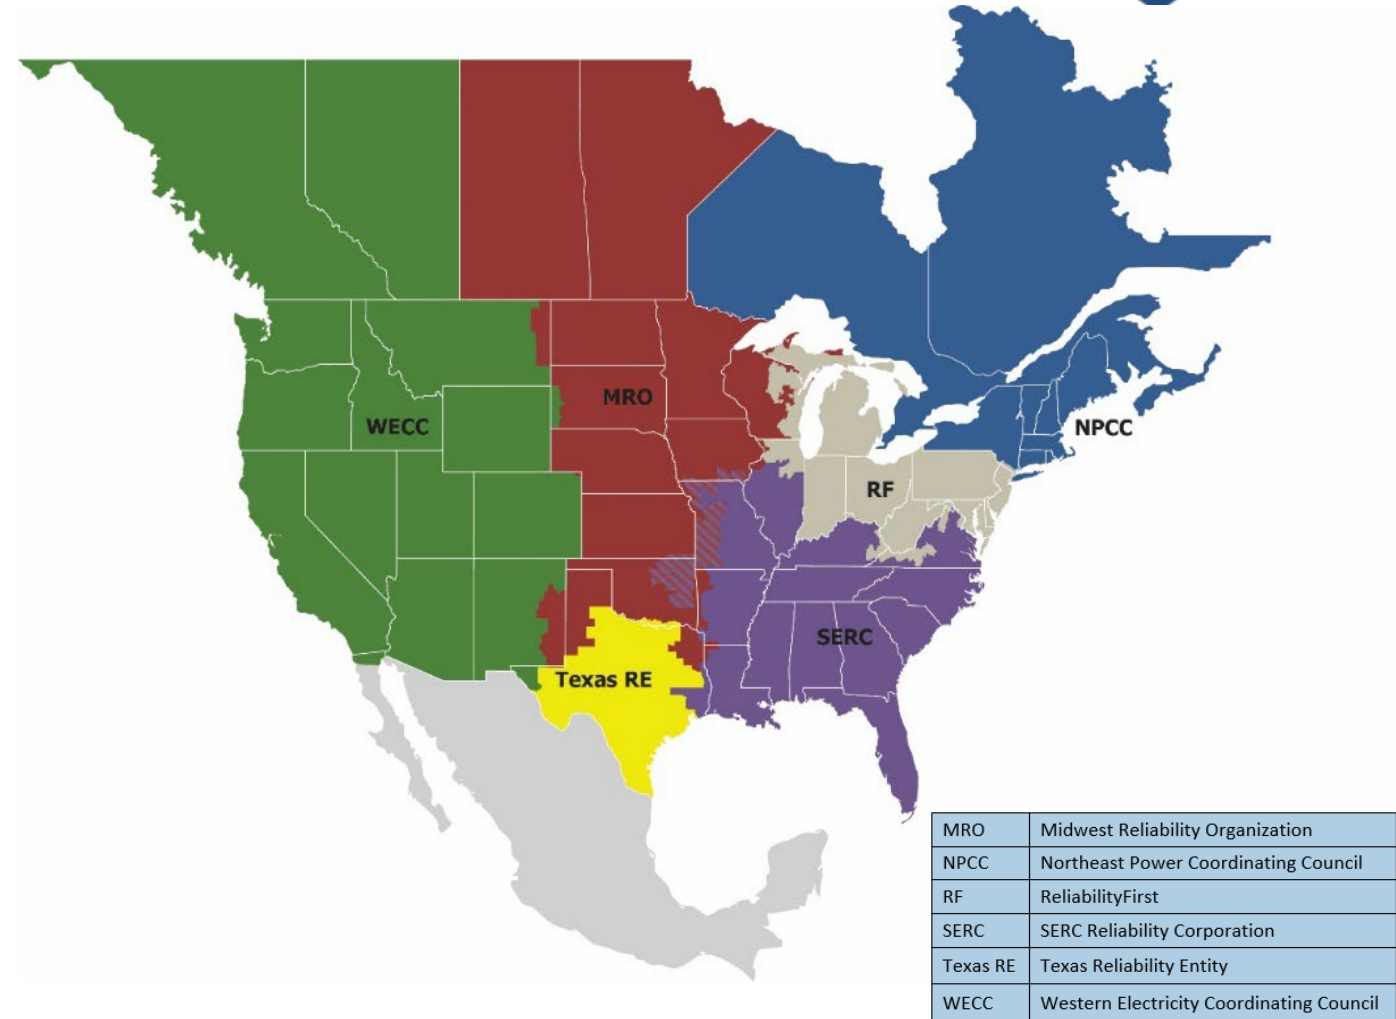 MRO
WECC
NPCC
RF
SERC
Texas RE
MRO Midwest Reliability Organization
NPCC Northeast Power Coordinating Council
RF ReliabilityFirst
SERC SERC Reliability Corporation
Texas RE Texas Reliability Entity
WECC Western Electricity Coordinating Council